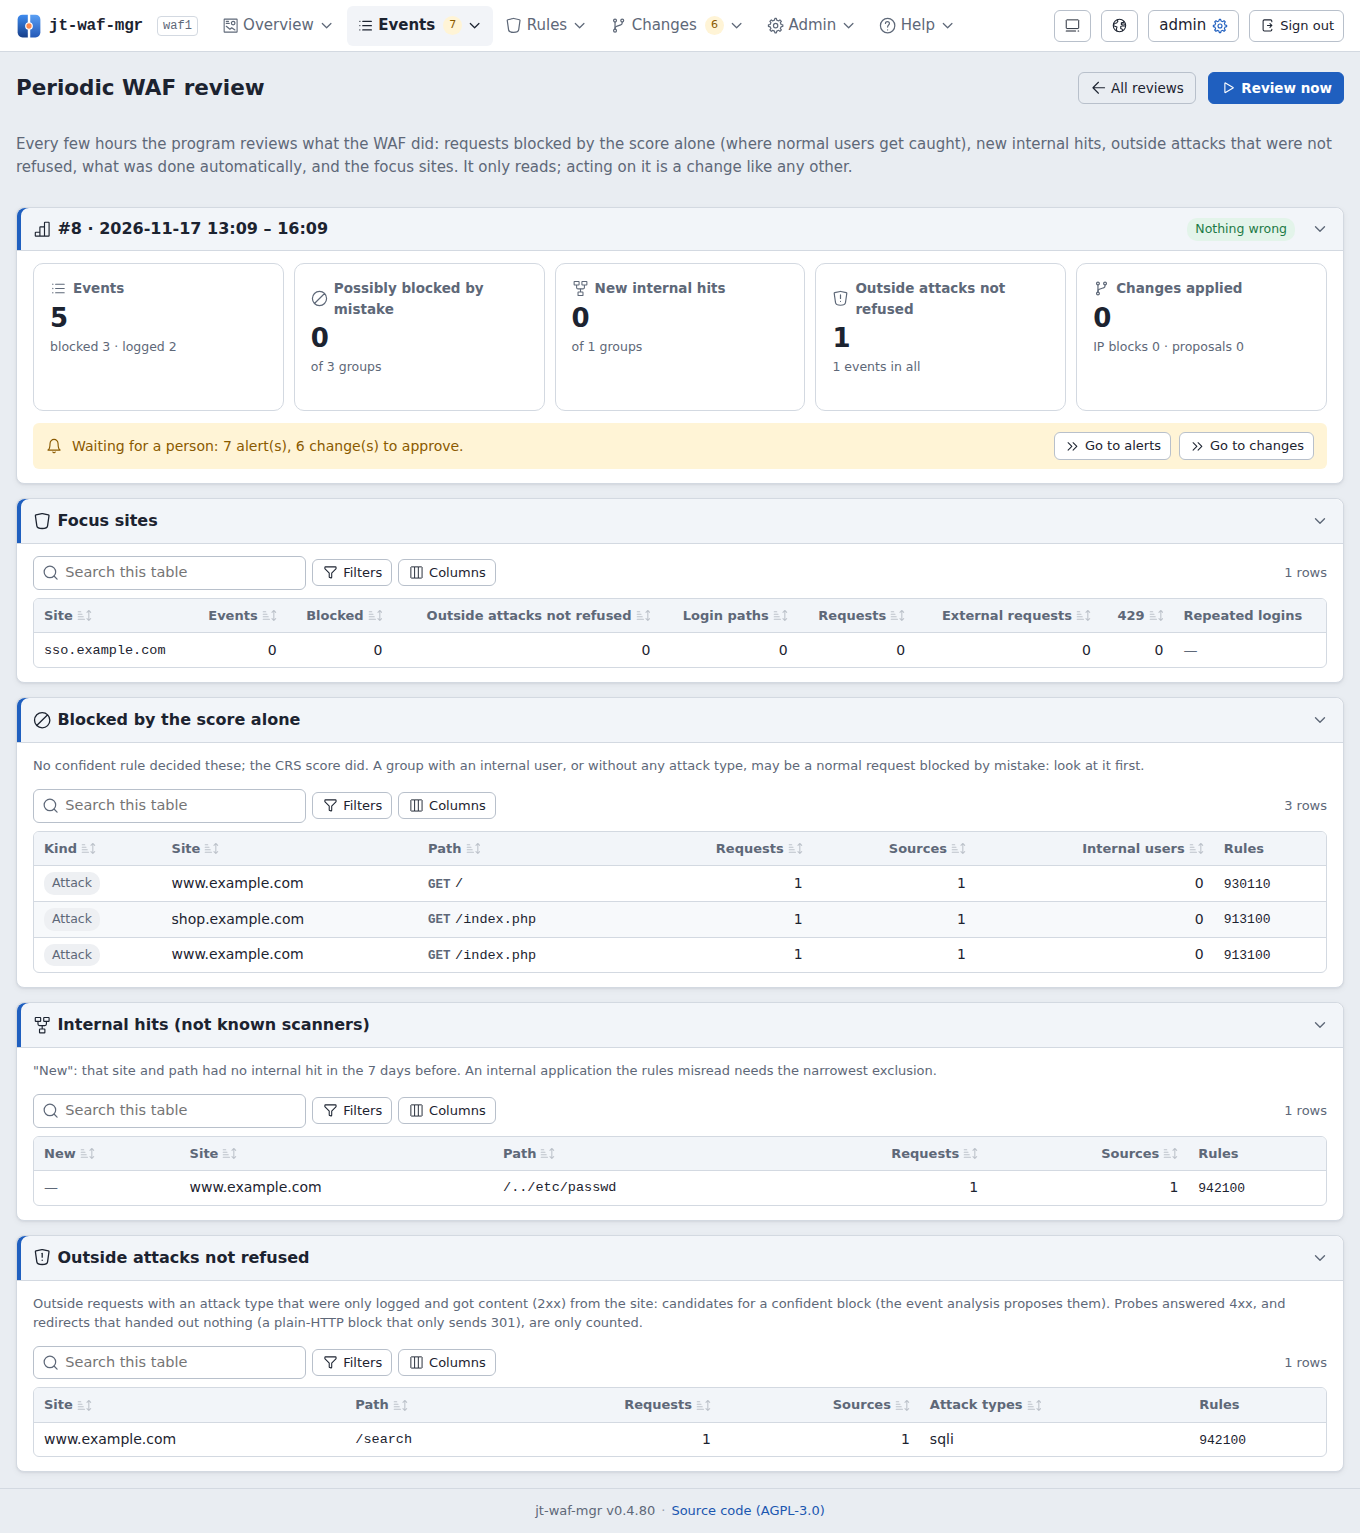 jt-waf-mgr waf1 Overview Events 7 Rules Changes 6 Admin Help admin Sign out
Periodic WAF review All reviews Review now
Every few hours the program reviews what the WAF did: requests blocked by the score alone (where normal users get caught), new internal hits, outside attacks that were not
refused, what was done automatically, and the focus sites. It only reads; acting on it is a change like any other.
#8 · 2026-11-17 13:09 – 16:09 Nothing wrong
Events
5
blocked 3 · logged 2
Possibly blocked by
mistake
0
of 3 groups
New internal hits
0
of 1 groups
Outside attacks not
refused
1
1 events in all
Changes applied
0
IP blocks 0 · proposals 0
Waiting for a person: 7 alert(s), 6 change(s) to approve. Go to alerts Go to changes
Focus sites
Search this table Filters Columns 1 rows
Site Events Blocked Outside attacks not refused Login paths Requests External requests 429 Repeated logins
sso.example.com 0 0 0 0 0 0 0 —
Blocked by the score alone
No confident rule decided these; the CRS score did. A group with an internal user, or without any attack type, may be a normal request blocked by mistake: look at it first.
Search this table Filters Columns 3 rows
Kind Site Path Requests Sources Internal users Rules
Attack www.example.com GET / 1 1 0 930110
Attack shop.example.com GET /index.php 1 1 0 913100
Attack www.example.com GET /index.php 1 1 0 913100
Internal hits (not known scanners)
"New": that site and path had no internal hit in the 7 days before. An internal application the rules misread needs the narrowest exclusion.
Search this table Filters Columns 1 rows
New Site Path Requests Sources Rules
— www.example.com /../etc/passwd 1 1 942100
Outside attacks not refused
Outside requests with an attack type that were only logged and got content (2xx) from the site: candidates for a confident block (the event analysis proposes them). Probes answered 4xx, and
redirects that handed out nothing (a plain-HTTP block that only sends 301), are only counted.
Search this table Filters Columns 1 rows
Site Path Requests Sources Attack types Rules
www.example.com /search 1 1 sqli 942100
jt-waf-mgr v0.4.80 · Source code (AGPL-3.0)